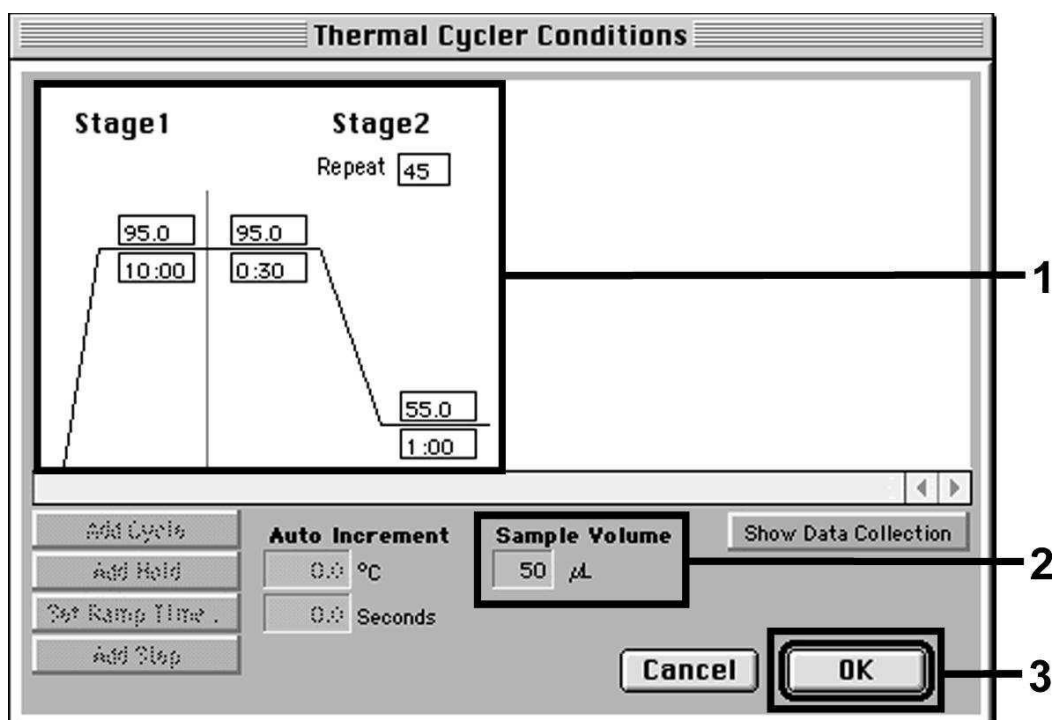 Thermal Cycler Conditions
Stage1 Stage2
Repeat 45
95.0 95.0
10:00 0:30
1
55.0
1:00
Add Cycle
Auto Increment
Sample Volume
Show Data Collection
Add Hold
0.0 °C
50 µL
2
Set Ramp Time .
0.0 Seconds
Add Step
Cancel OK
3